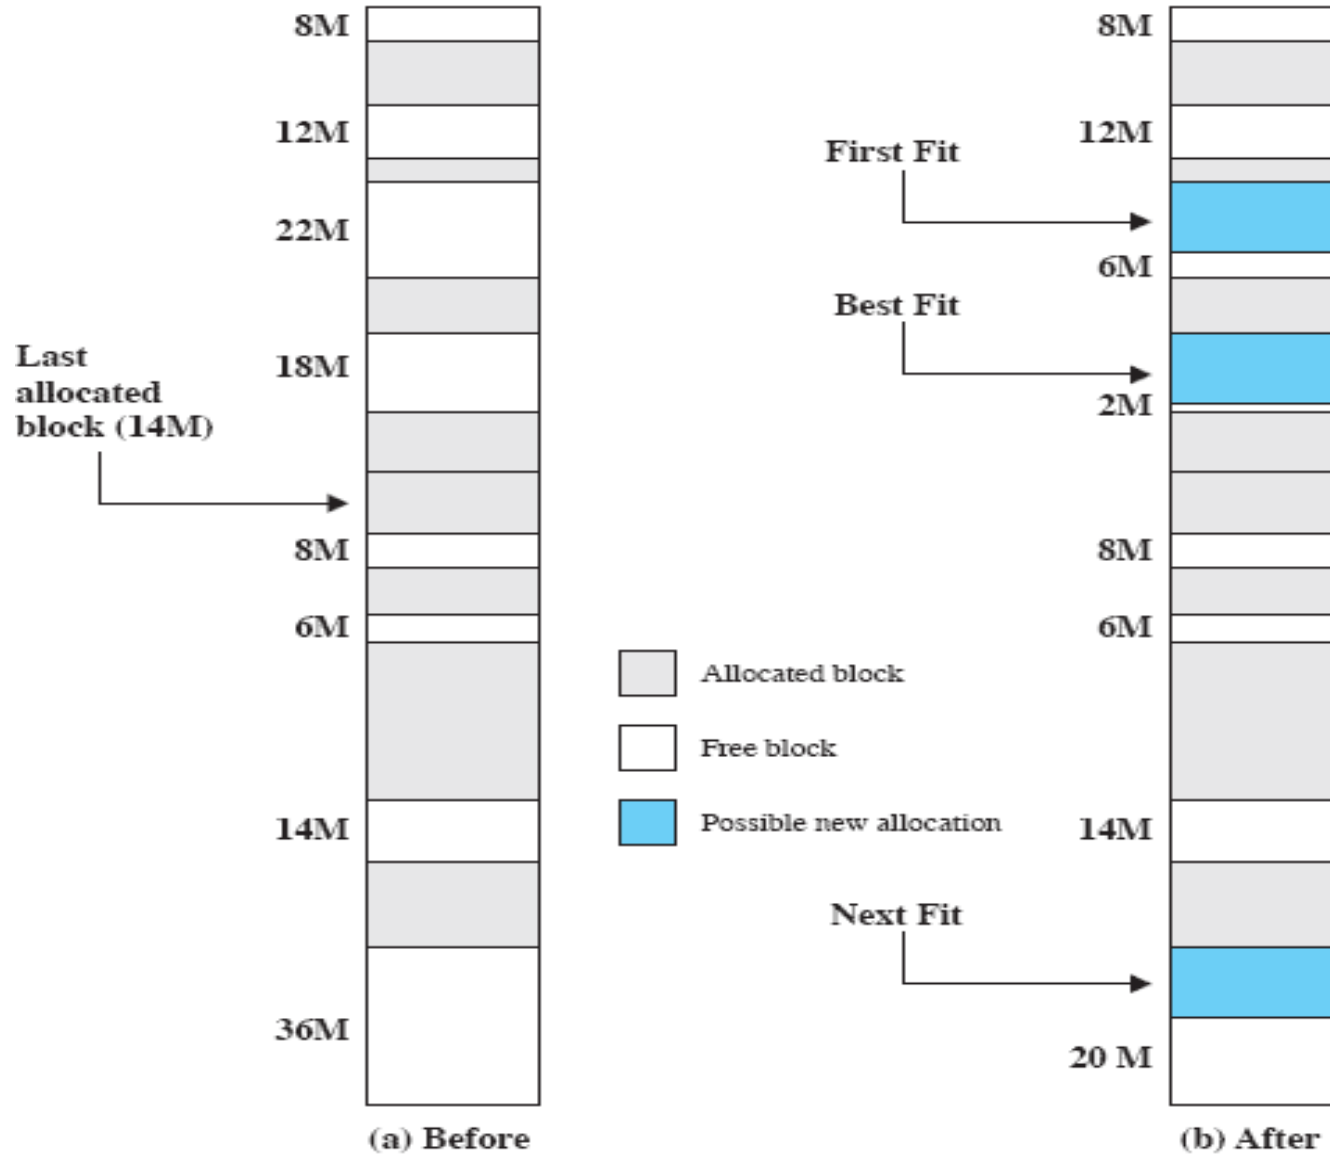 8M
12M
22M
18M
Last
allocated
block (14M)
8M
6M
14M
36M
(a) Before
Allocated block
Free block
Possible new allocation
8M
12M
First Fit
6M
Best Fit
2M
8M
6M
14M
Next Fit
20 M
(b) After